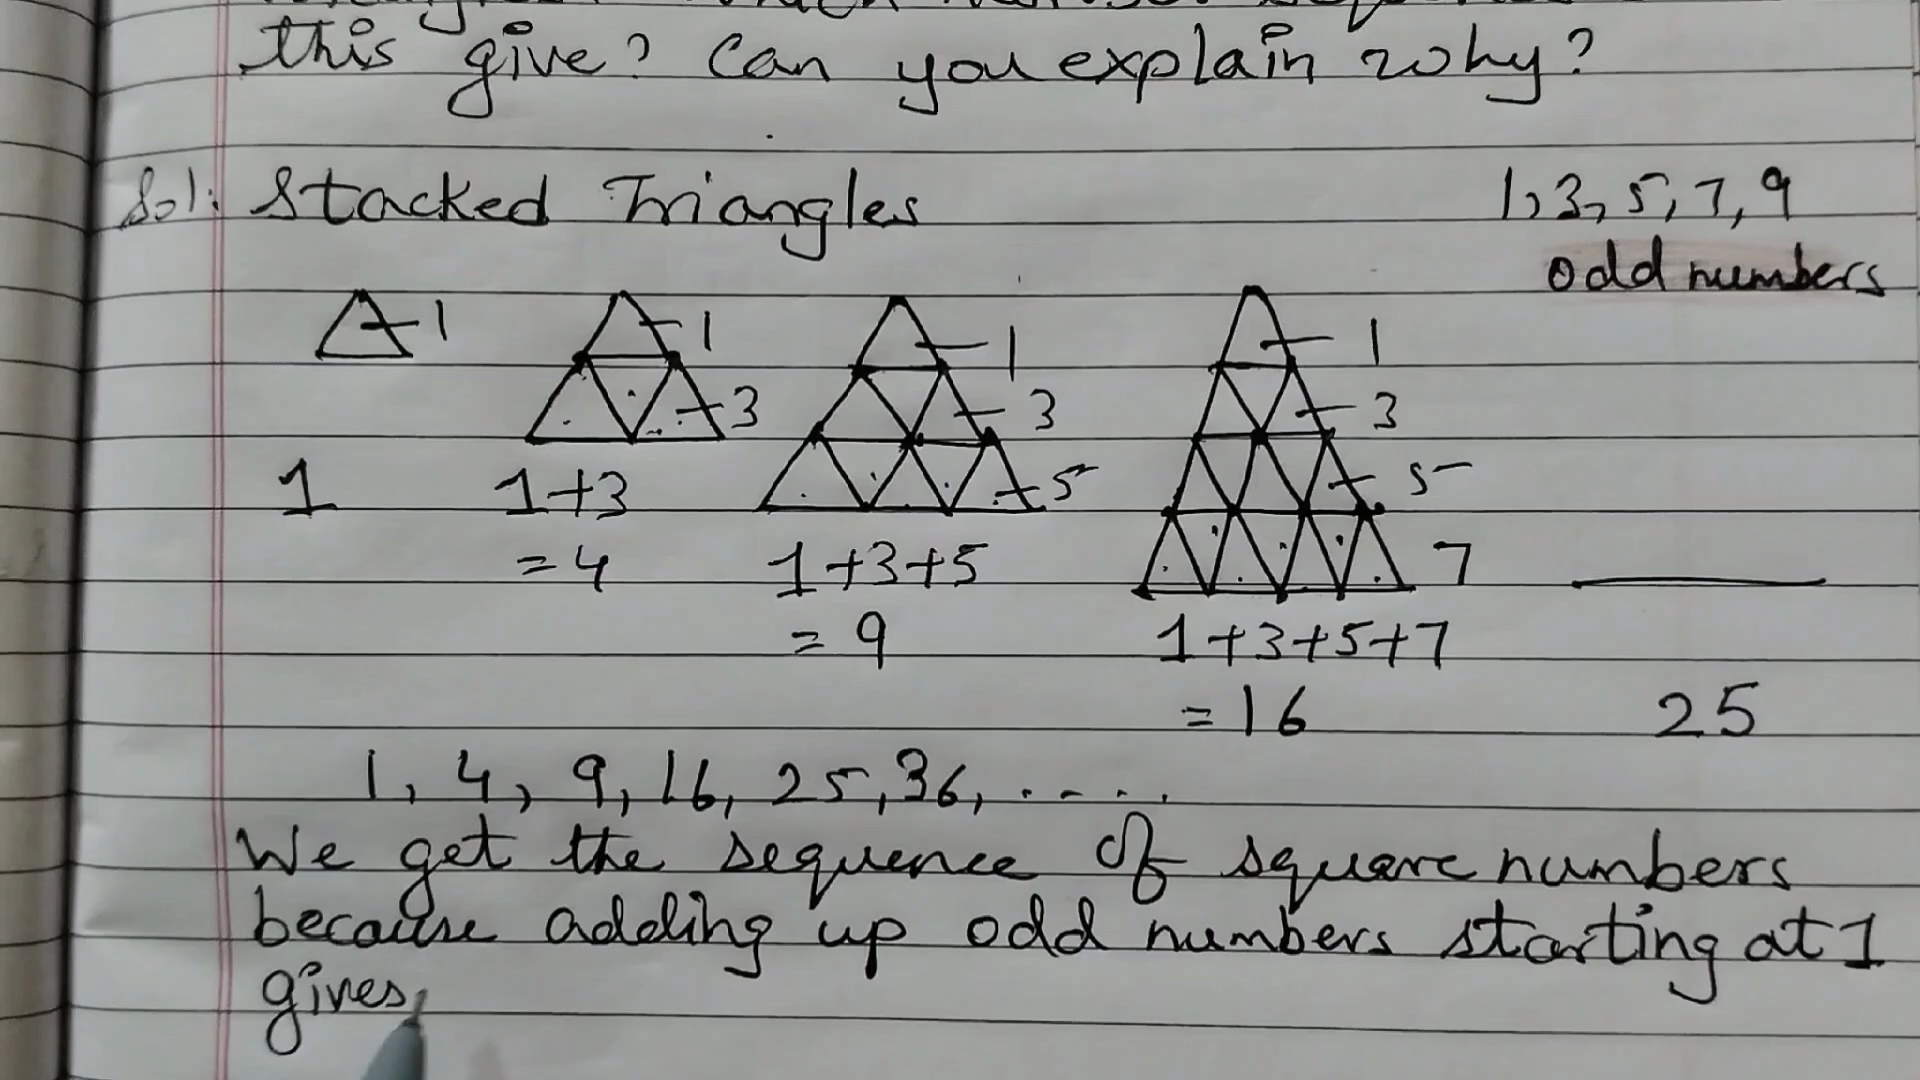 this give? Can you explain why?
Sol: Stacked Triangles
1, 3, 5, 7, 9
odd numbers
1 1 1 1
3 3 3
5 5
7
1 1+3
= 4 1+3+5
= 9 1+3+5+7
= 16 25
1, 4, 9, 16, 25, 36, ....
We get the sequence of square numbers
because adding up odd numbers starting at 1
gives